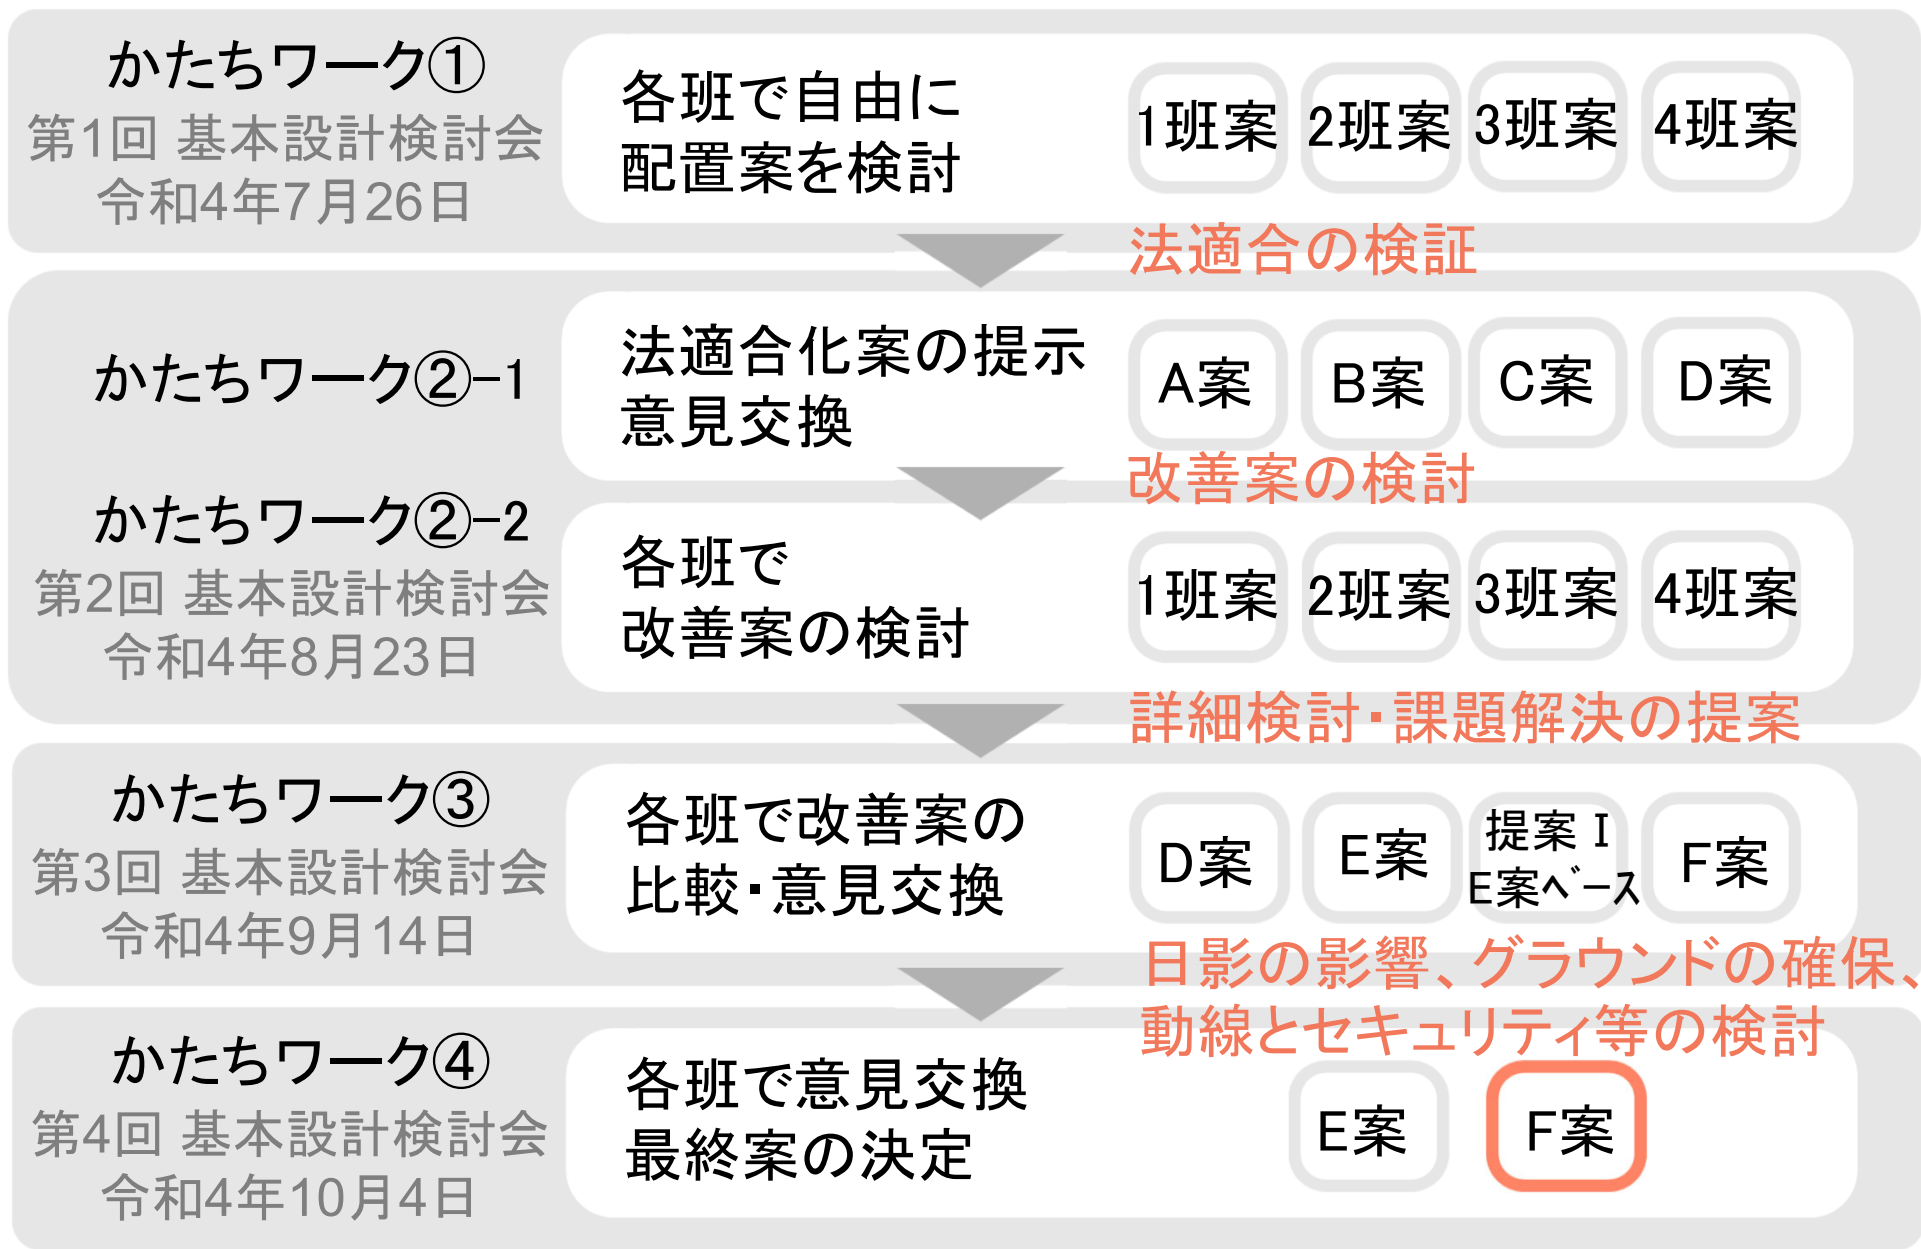 かたちワーク①
第1回 基本設計検討会
令和4年7月26日
各班で自由に
配置案を検討
1班案 2班案 3班案 4班案
法適合の検証
かたちワーク②-1
法適合化案の提示
意見交換
A案 B案 C案 D案
改善案の検討
かたちワーク②-2
第2回 基本設計検討会
令和4年8月23日
各班で
改善案の検討
1班案 2班案 3班案 4班案
詳細検討・課題解決の提案
かたちワーク③
第3回 基本設計検討会
令和4年9月14日
各班で改善案の
比較・意見交換
D案 E案 提案Ⅰ F案
E案ベース
日影の影響、グラウンドの確保、
動線とセキュリティ等の検討
かたちワーク④
第4回 基本設計検討会
令和4年10月4日
各班で意見交換
最終案の決定
E案 F案